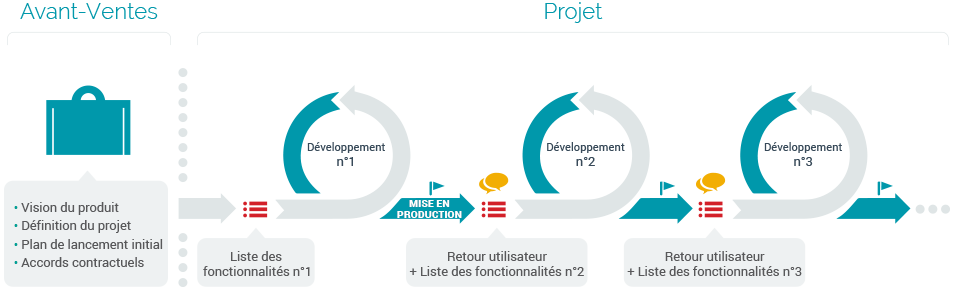 Avant-Ventes
Projet
Développement
n°1
Développement
n°2
Développement
n°3
• Vision du produit
• Définition du projet
• Plan de lancement initial
• Accords contractuels
MISE EN
PRODUCTION
Liste des
fonctionnalités n°1
Retour utilisateur
+ Liste des fonctionnalités n°2
Retour utilisateur
+ Liste des fonctionnalités n°3